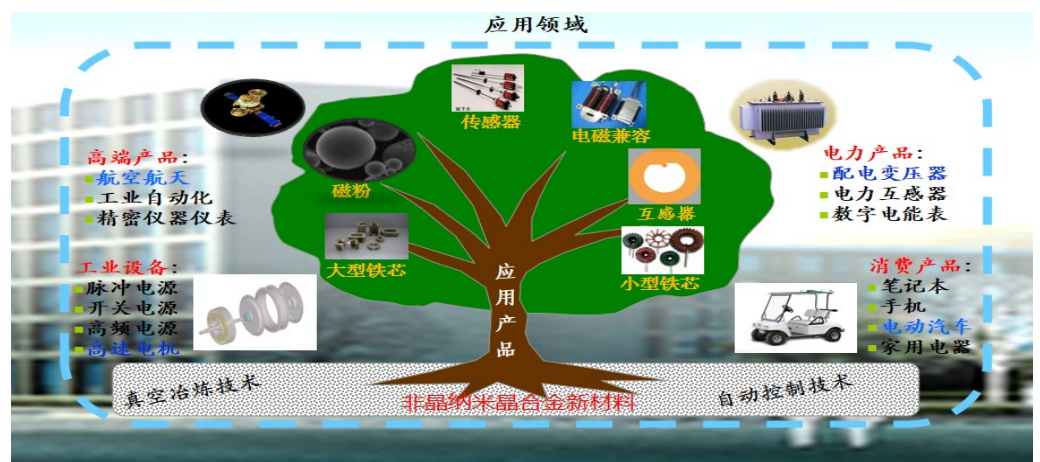 应用领域
传感器
电磁兼容
磁粉
互感器
大型铁芯
小型铁芯
应用产品
高端产品:
航空航天
工业自动化
精密仪器仪表
工业设备:
脉冲电源
开关电源
高频电源
高速电机
电力产品:
配电变压器
电力互感器
数字电能表
消费产品:
笔记本
手机
电动汽车
家用电器
真空冶炼技术
非晶纳米晶合金新材料
自动控制技术